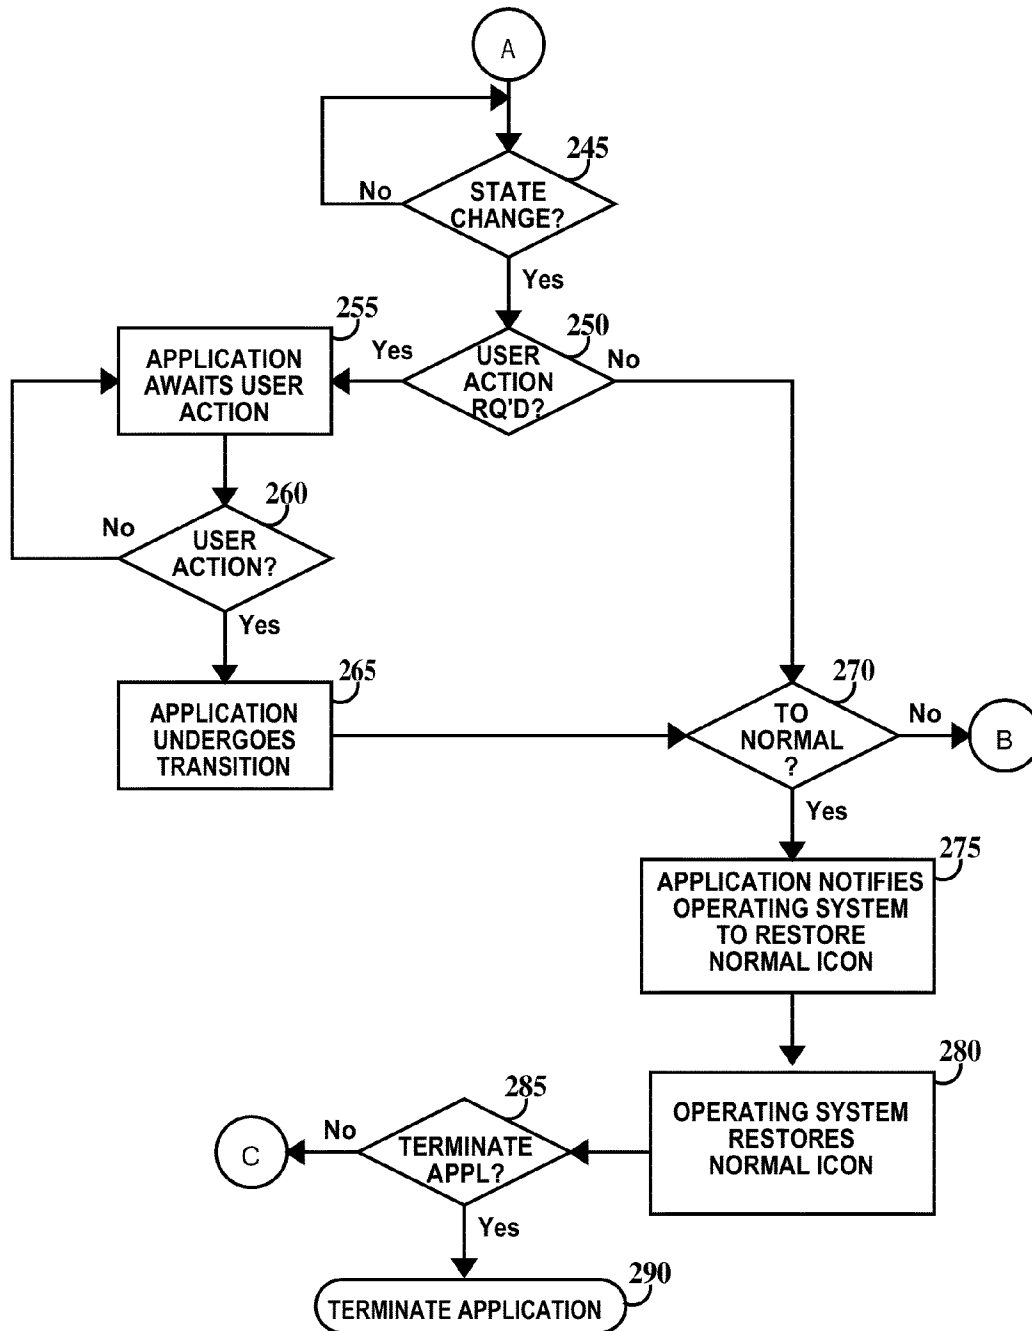 A
245
STATE
CHANGE?
No
Yes
255
250
Yes
USER
ACTION
RQ'D?
No
APPLICATION
AWAITS USER
ACTION
260
No
USER
ACTION?
Yes
265
APPLICATION
UNDERGOES
TRANSITION
270
TO
NORMAL
?
No
B
Yes
275
APPLICATION NOTIFIES
OPERATING SYSTEM
TO RESTORE
NORMAL ICON
280
OPERATING SYSTEM
RESTORES
NORMAL ICON
285
TERMINATE
APPL?
No
C
Yes
290
TERMINATE APPLICATION